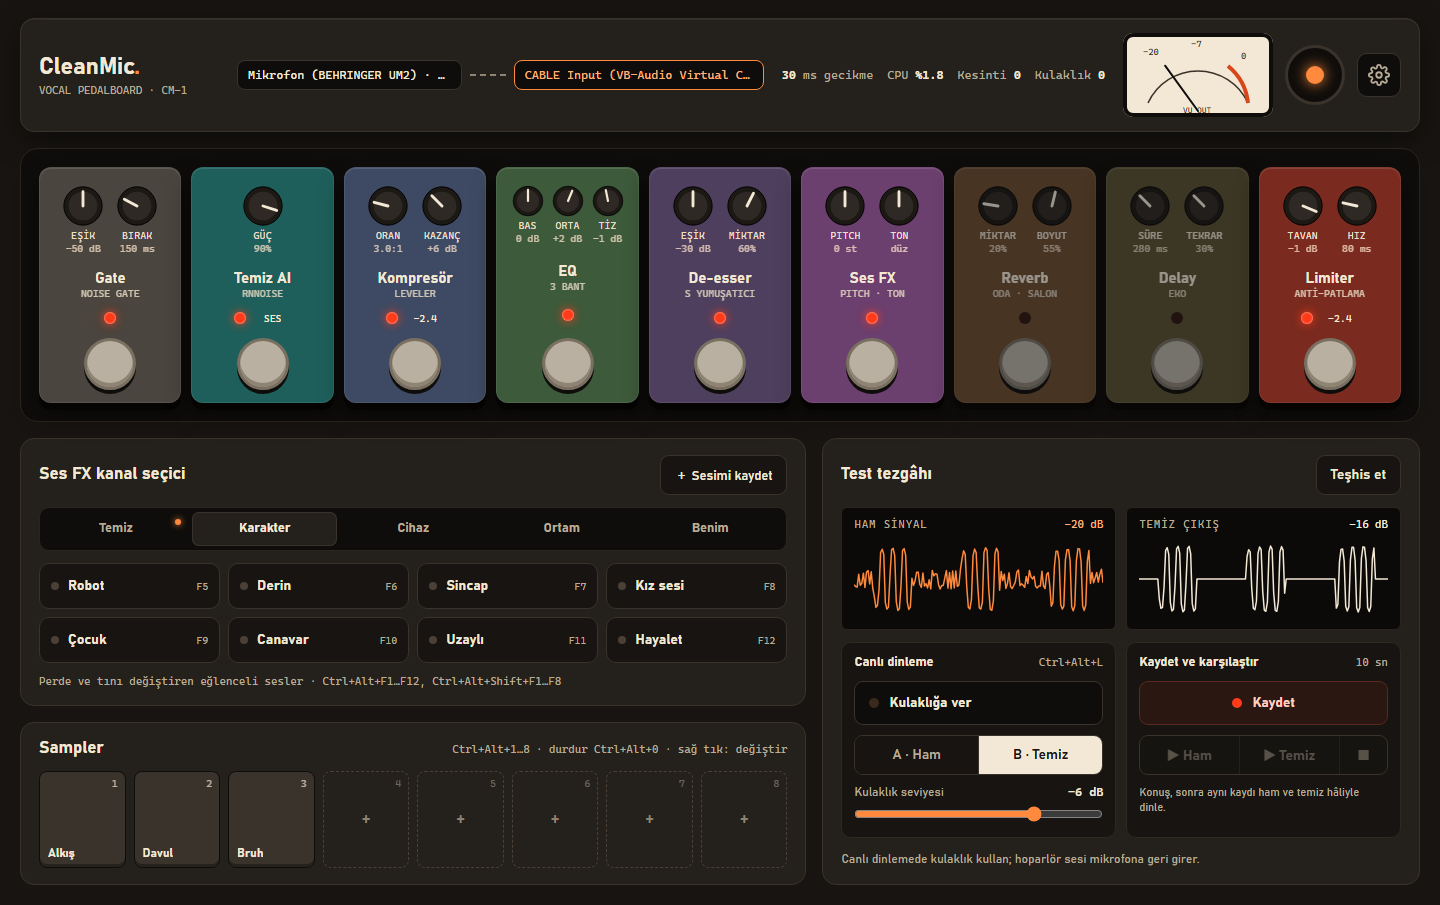 CleanMic.
VOCAL PEDALBOARD · CM-1
Mikrofon (BEHRINGER UM2) · …
CABLE Input (VB-Audio Virtual C…
30 ms gecikme CPU %1.8 Kesinti 0 Kulaklık 0
-20
-7
0
VU OUT
EŞİK BIRAK
-50 dB 150 ms
Gate
NOISE GATE
GÜÇ
90%
Temiz AI
RNNOISE
SES
ORAN KAZANÇ
3.0:1 +6 dB
Kompresör
LEVELER
-2.4
BAS ORTA TİZ
0 dB +2 dB -1 dB
EQ
3 BANT
EŞİK MİKTAR
-30 dB 60%
De-esser
S YUMUŞATICI
PITCH TON
0 st düz
Ses FX
PITCH · TON
MİKTAR BOYUT
20% 55%
Reverb
ODA · SALON
SÜRE TEKRAR
280 ms 30%
Delay
EKO
TAVAN HIZ
-1 dB 80 ms
Limiter
ANTİ-PATLAMA
-2.4
Ses FX kanal seçici
+ Sesimi kaydet
Temiz Karakter Cihaz Ortam Benim
Robot F5 Derin F6 Sincap F7 Kız sesi F8
Çocuk F9 Canavar F10 Uzaylı F11 Hayalet F12
Perde ve tını değiştiren eğlenceli sesler · Ctrl+Alt+F1…F12, Ctrl+Alt+Shift+F1…F8
Sampler
Ctrl+Alt+1…8 · durdur Ctrl+Alt+0 · sağ tık: değiştir
1 2 3 4 5 6 7 8
+ + + + +
Alkış Davul Bruh
Test tezgâhı
Teşhis et
HAM SİNYAL -20 dB
TEMİZ ÇIKIŞ -16 dB
Canlı dinleme Ctrl+Alt+L
Kulaklığa ver
A · Ham B · Temiz
Kulaklık seviyesi -6 dB
Kaydet ve karşılaştır 10 sn
Kaydet
▶ Ham ▶ Temiz ■
Konuş, sonra aynı kaydı ham ve temiz hâliyle
dinle.
Canlı dinlemede kulaklık kullan; hoparlör sesi mikrofona geri girer.